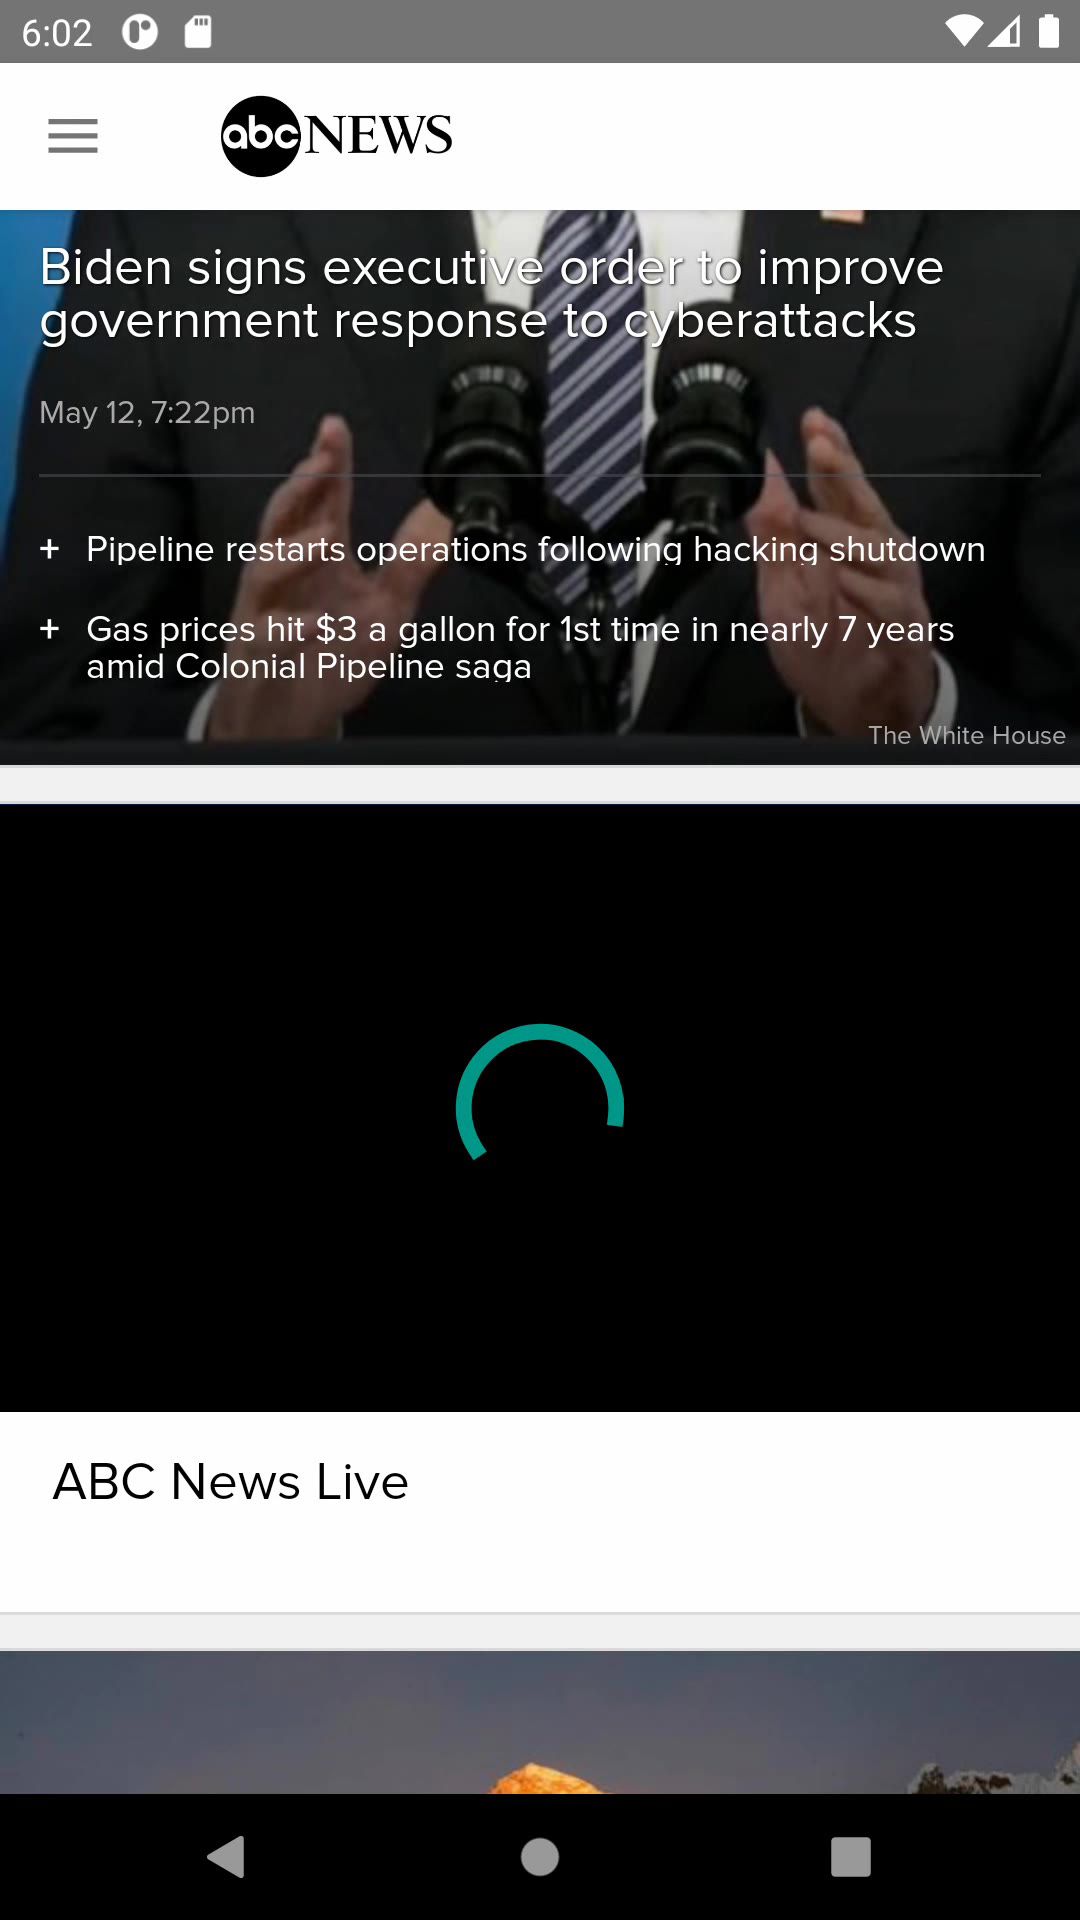 6:02
abc NEWS
Biden signs executive order to improve
government response to cyberattacks
May 12, 7:22pm
+ Pipeline restarts operations following hacking shutdown
+ Gas prices hit $3 a gallon for 1st time in nearly 7 years
amid Colonial Pipeline saga
The White House
ABC News Live